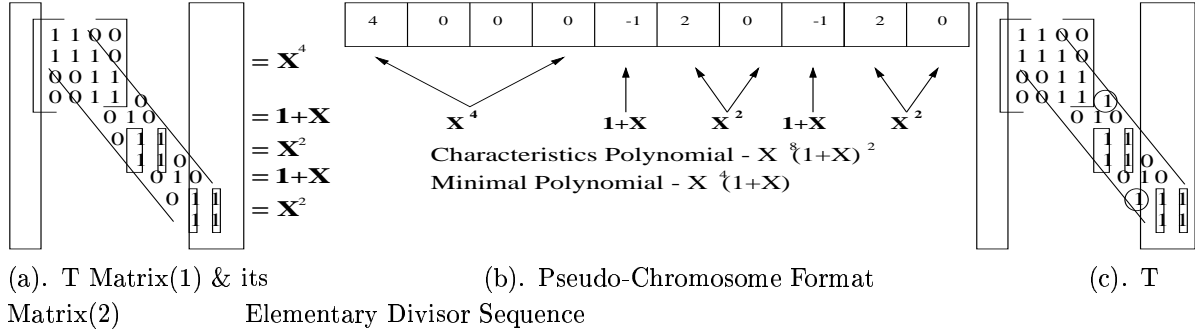 4 0 0 0 -1 2 0 -1 2 0
1 1 0 0
1 1 1 0
0 0 1 1
0 0 1 1
0
0 1 0
0 1 1
1 1 0
0 1 0
0 1 1
1 1
= X^4
= 1+X
= X^2
= 1+X
= X^2
X^4 1+X X^2 1+X X^2
Characteristics Polynomial - X^8(1+X)^2
Minimal Polynomial - X^4(1+X)
1 1 0 0
1 1 1 0
0 0 1 1
0 0 1 1
1
0 1 0
1 1
1 1 0
0 1 0
1 1 1
1 1
(a). T Matrix(1) & its (b). Pseudo-Chromosome Format (c). T
Matrix(2) Elementary Divisor Sequence